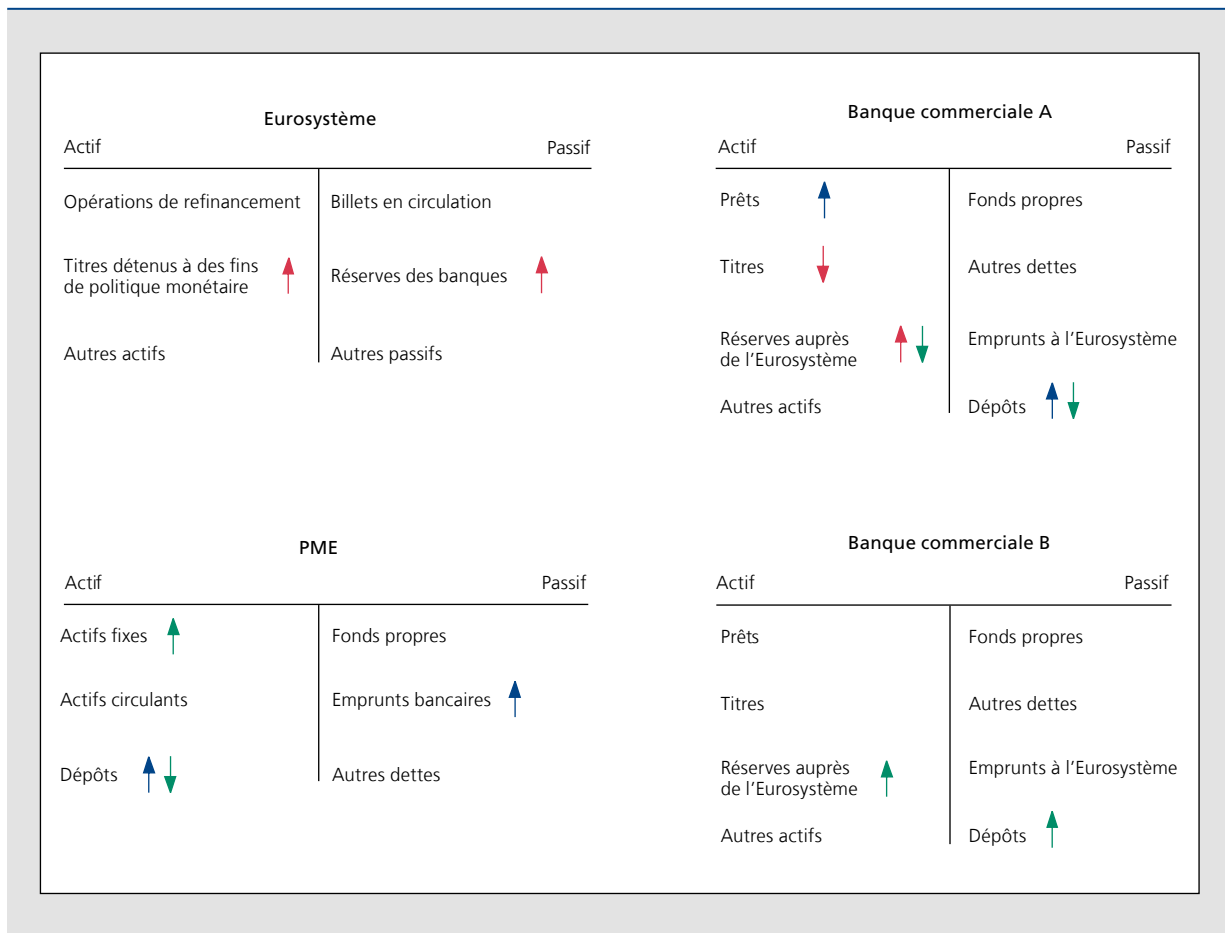 Eurosystème
Actif
Passif
Opérations de refinancement
Billets en circulation
Titres détenus à des fins
de politique monétaire
Réserves des banques
Autres actifs
Autres passifs
Banque commerciale A
Actif
Passif
Prêts
Fonds propres
Titres
Autres dettes
Réserves auprès
de l'Eurosystème
Emprunts à l'Eurosystème
Autres actifs
Dépôts
PME
Actif
Passif
Actifs fixes
Fonds propres
Actifs circulants
Emprunts bancaires
Dépôts
Autres dettes
Banque commerciale B
Actif
Passif
Prêts
Fonds propres
Titres
Autres dettes
Réserves auprès
de l'Eurosystème
Emprunts à l'Eurosystème
Autres actifs
Dépôts